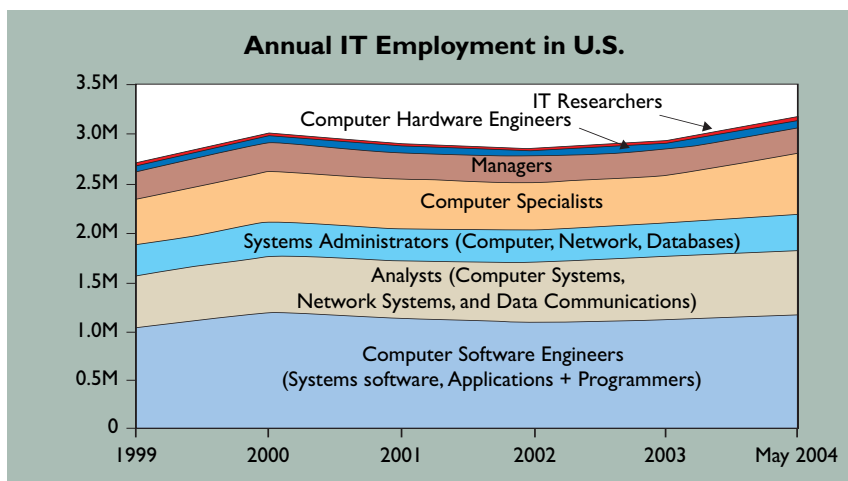 Annual IT Employment in U.S.
3.5M
3.0M
2.5M
2.0M
1.5M
1.0M
0.5M
0
IT Researchers
Computer Hardware Engineers
Managers
Computer Specialists
Systems Administrators (Computer, Network, Databases)
Analysts (Computer Systems,
Network Systems, and Data Communications)
Computer Software Engineers
(Systems software, Applications + Programmers)
1999 2000 2001 2002 2003 May 2004